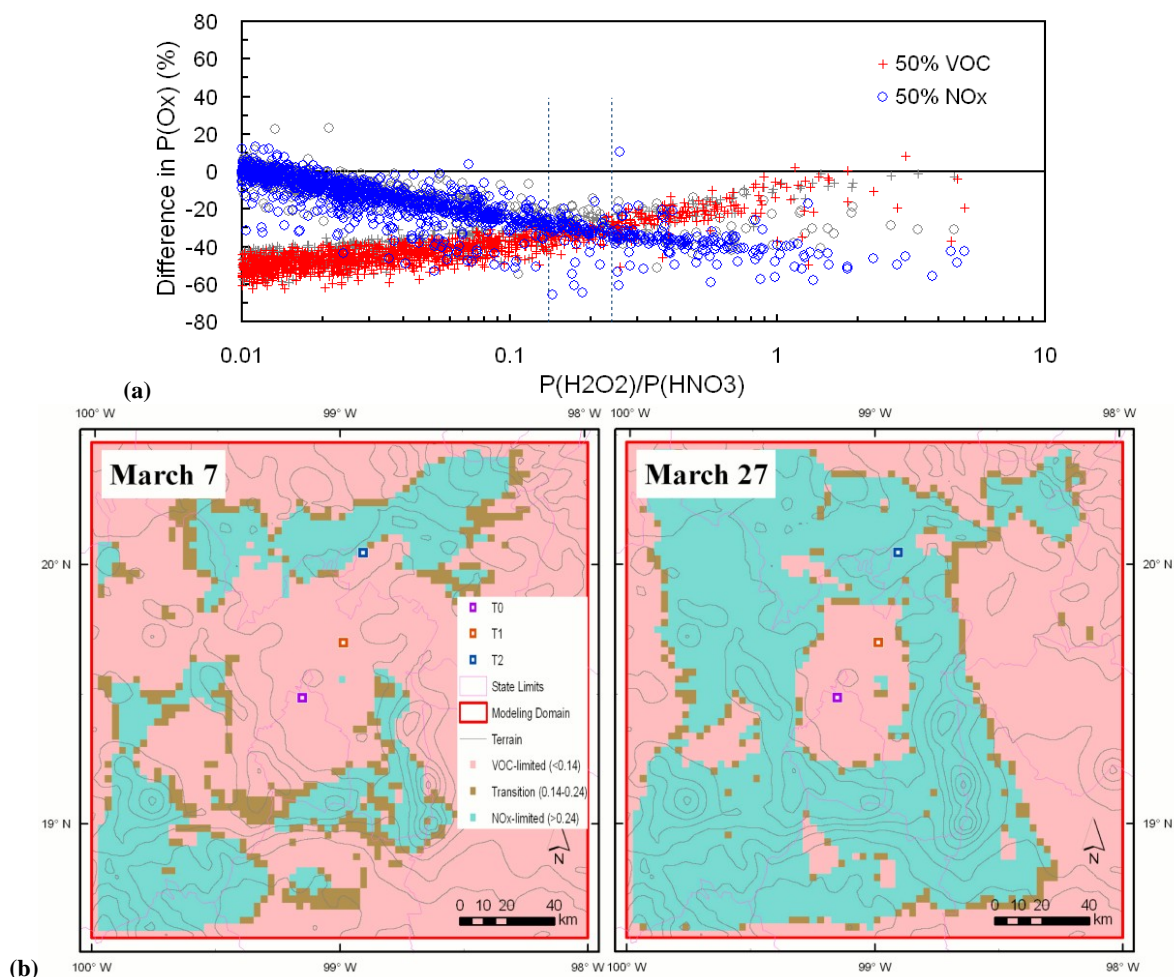 80
60
40
20
0
-20
-40
-60
-80
Difference in P(Ox) (%)
50% VOC
50% NOx
0.01 0.1 1 10
P(H2O2)/P(HNO3)
(a)
100° W 99° W 98° W
100° W 99° W 98° W
March 7
March 27
20° N
20° N
T0
T1
T2
State Limits
Modeling Domain
Terrain
VOC-limited (<0.14)
Transition (0.14-0.24)
NOx-limited (>0.24)
19° N
19° N
N
N
0 10 20 40
km
0 10 20 40
km
100° W 99° W 98° W
100° W 99° W 98° W
(b)